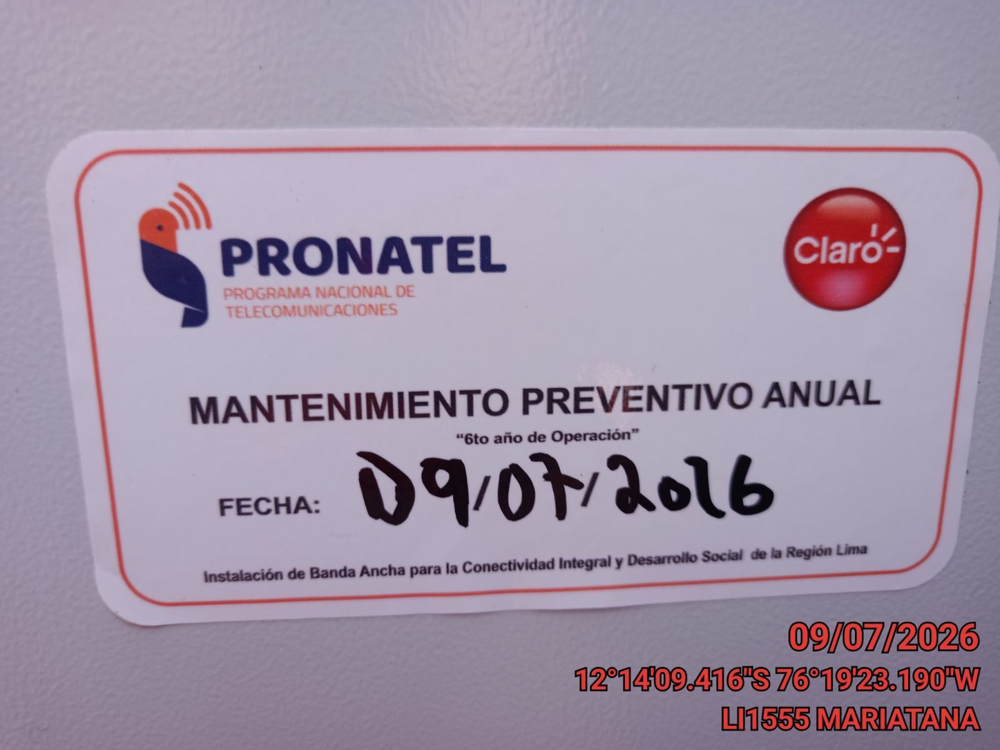 PRONATEL
PROGRAMA NACIONAL DE
TELECOMUNICACIONES
Claro
MANTENIMIENTO PREVENTIVO ANUAL
“6to año de Operación”
FECHA: 09/07/2026
Instalación de Banda Ancha para la Conectividad Integral y Desarrollo Social de la Región Lima
09/07/2026
12°14'09.416"S 76°19'23.190"W
LI1555 MARIATANA